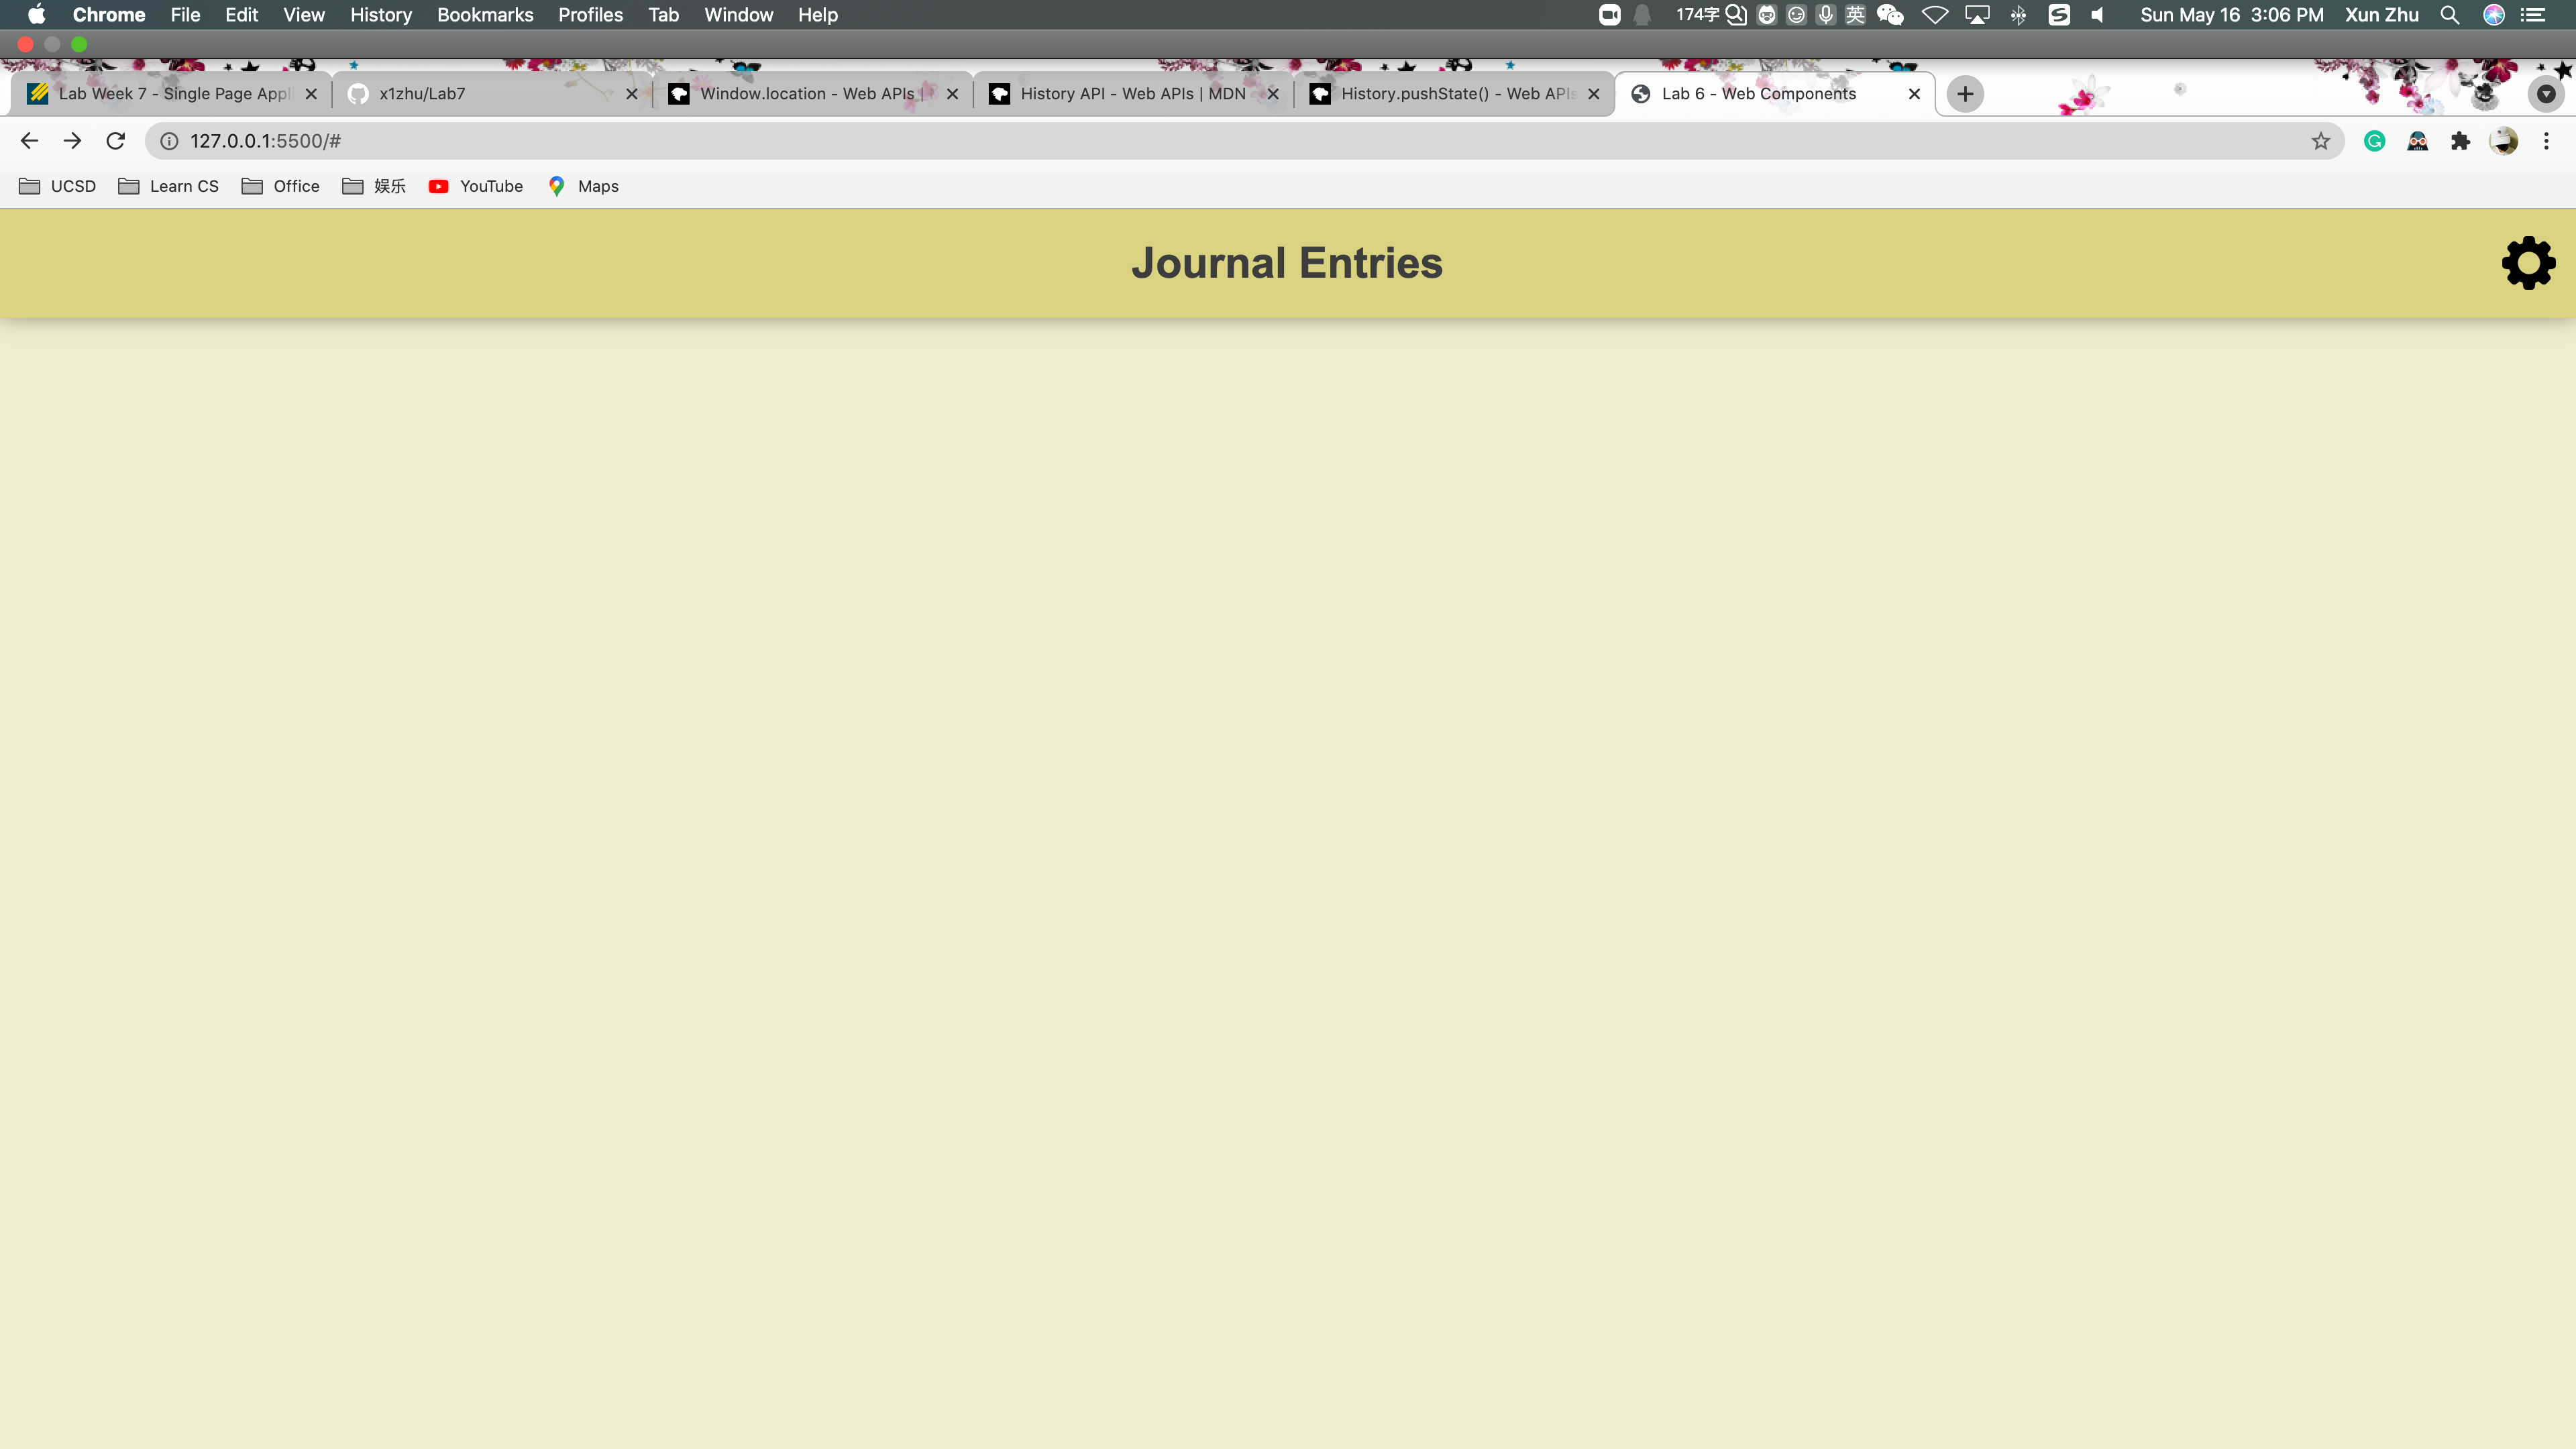 Chrome File Edit View History Bookmarks Profiles Tab Window Help 174字 英 Sun May 16 3:06 PM Xun Zhu
Lab Week 7 - Single Page Appl x1zhu/Lab7 Window.location - Web APIs | History API - Web APIs | MDN History.pushState() - Web APIs Lab 6 - Web Components
127.0.0.1:5500/#
UCSD Learn CS Office 娱乐 YouTube Maps
Journal Entries